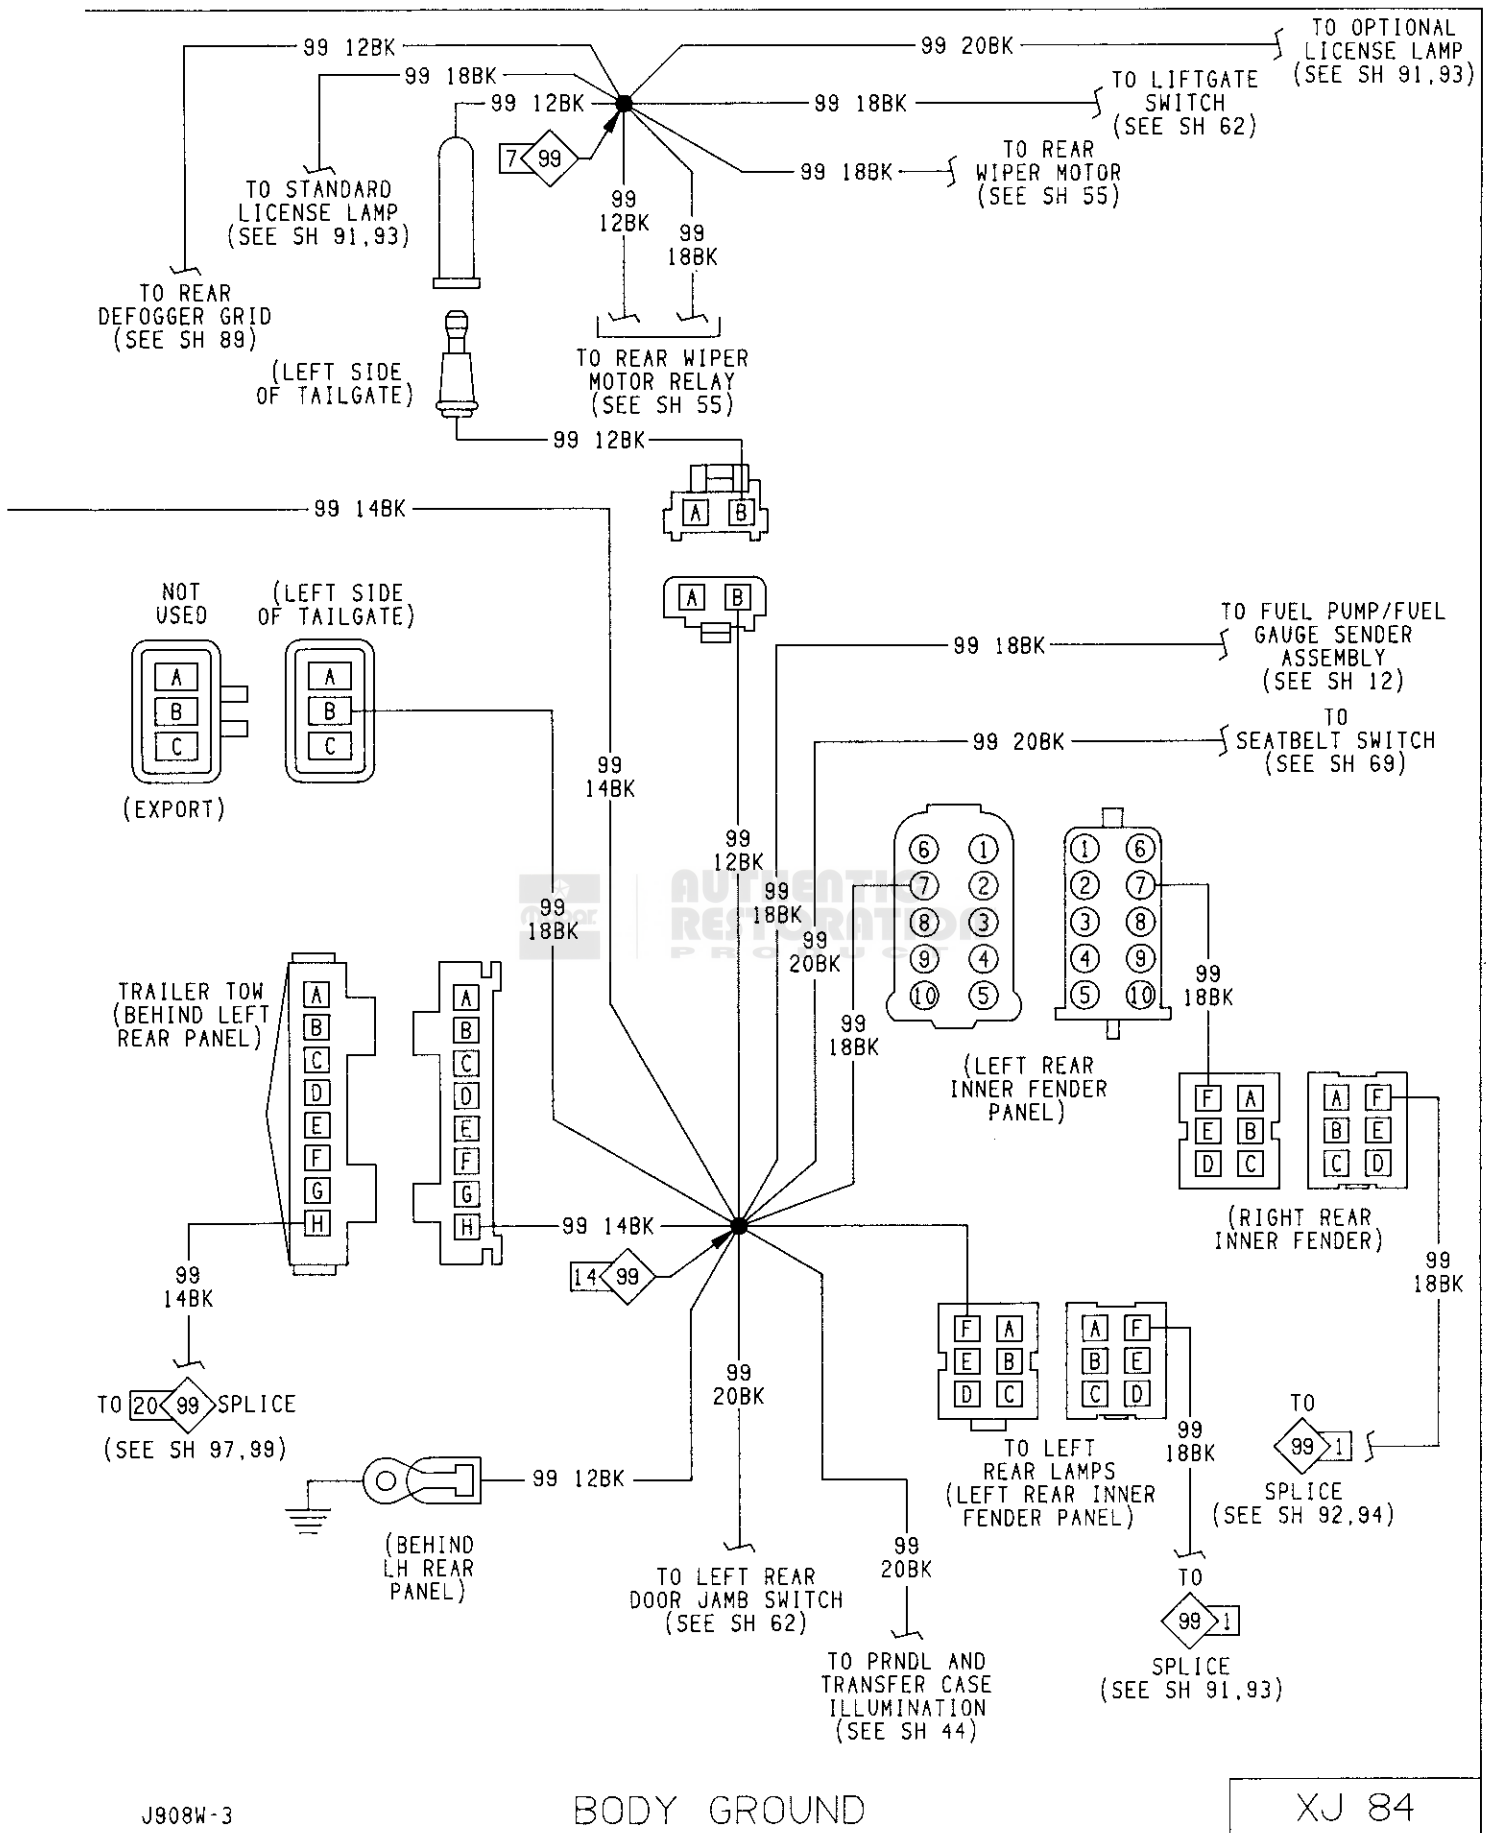 99 12BK
99 20BK
TO OPTIONAL
LICENSE LAMP
(SEE SH 91,93)
99 18BK
99 12BK
99 18BK
TO LIFTGATE
SWITCH
(SEE SH 62)
7 99
99 18BK
TO REAR
WIPER MOTOR
(SEE SH 55)
TO STANDARD
LICENSE LAMP
(SEE SH 91,93)
99
12BK
99
18BK
TO REAR
DEFOGGER GRID
(SEE SH 89)
(LEFT SIDE
OF TAILGATE)
TO REAR WIPER
MOTOR RELAY
(SEE SH 55)
99 12BK
A B
99 14BK
A B
NOT
USED
(LEFT SIDE
OF TAILGATE)
A
B
C
A
B
C
(EXPORT)
99 18BK
TO FUEL PUMP/FUEL
GAUGE SENDER
ASSEMBLY
(SEE SH 12)
99 20BK
TO
SEATBELT SWITCH
(SEE SH 69)
99
14BK
99
12BK
99
18BK
99
18BK
99
20BK
mopar
AUTHENTIC
RESTORATION
PRODUCT
6 1
7 2
8 3
9 4
10 5
1 6
2 7
3 8
4 9
5 10
99
18BK
99
18BK
(LEFT REAR
INNER FENDER
PANEL)
TRAILER TOW
(BEHIND LEFT
REAR PANEL)
A
B
C
D
E
F
G
H
A
B
C
D
E
F
G
H
F A
E B
D C
A F
B E
C D
(RIGHT REAR
INNER FENDER)
99 14BK
14 99
99
14BK
99
18BK
TO 20 99 SPLICE
(SEE SH 97,99)
F A
E B
D C
A F
B E
C D
99
20BK
99
18BK
TO LEFT
REAR LAMPS
(LEFT REAR INNER
FENDER PANEL)
TO
99 1
SPLICE
(SEE SH 92,94)
99 12BK
(BEHIND
LH REAR
PANEL)
99
20BK
TO LEFT REAR
DOOR JAMB SWITCH
(SEE SH 62)
TO
99 1
SPLICE
(SEE SH 91,93)
TO PRNDL AND
TRANSFER CASE
ILLUMINATION
(SEE SH 44)
J908W-3
BODY GROUND
XJ 84